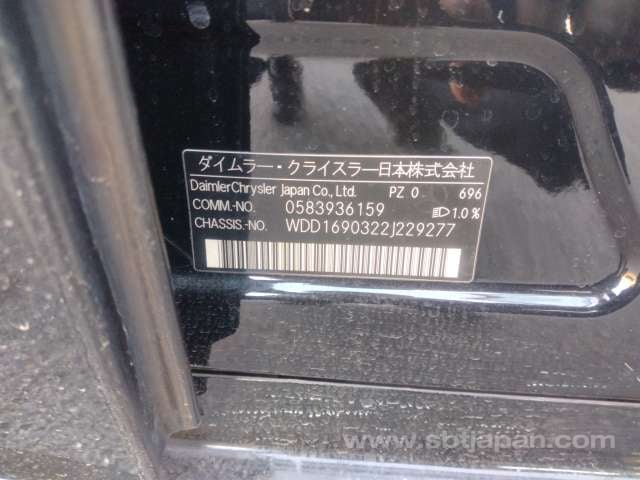 ダイムラー・クライスラー日本株式会社
DaimlerChrysler Japan Co., Ltd. PZ 0 696
COMM.-NO. 0583936159 1.0%
CHASSIS.-NO. WDD1690322J229277
www.sbtjapan.com